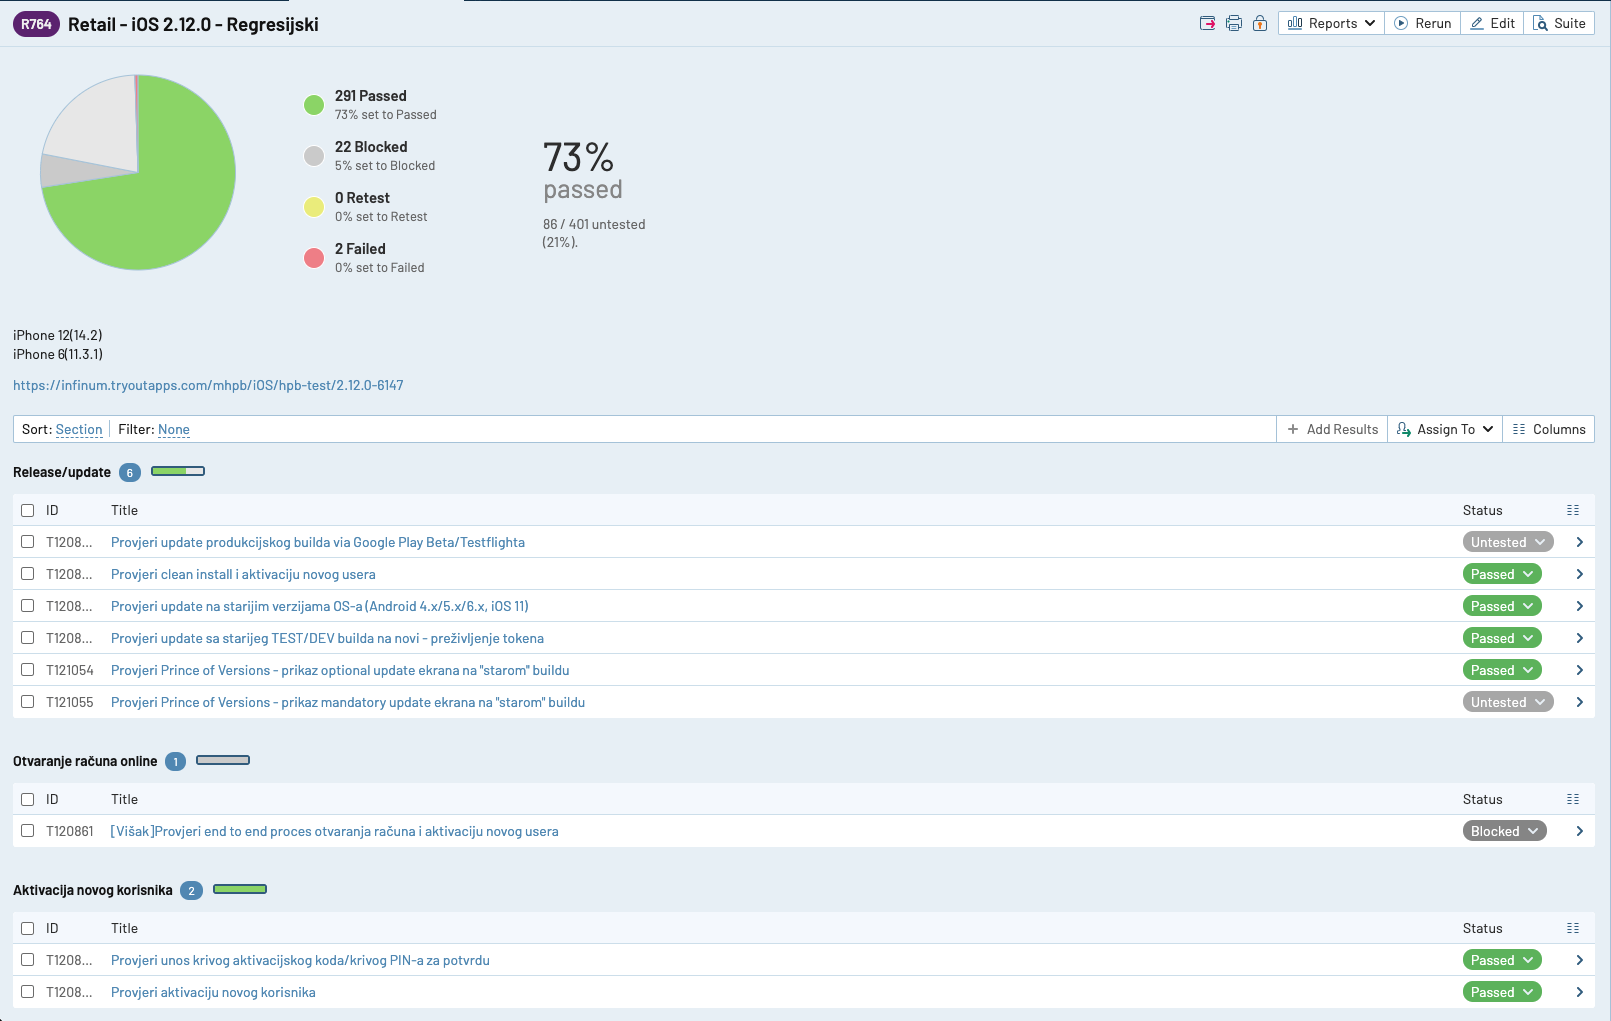 R764 Retail - iOS 2.12.0 - Regresijski
Reports Rerun Edit Suite
291 Passed
73% set to Passed
22 Blocked
5% set to Blocked
0 Retest
0% set to Retest
2 Failed
0% set to Failed
73%
passed
86 / 401 untested
(21%).
iPhone 12(14.2)
iPhone 6(11.3.1)
https://infinum.tryoutapps.com/mhpb/iOS/hpb-test/2.12.0-6147
Sort: Section Filter: None + Add Results Assign To Columns
Release/update 6
ID Title Status
T1208... Provjeri update produkcijskog builda via Google Play Beta/Testflighta Untested
T1208... Provjeri clean install i aktivaciju novog usera Passed
T1208... Provjeri update na starijim verzijama OS-a (Android 4.x/5.x/6.x, iOS 11) Passed
T1208... Provjeri update sa starijeg TEST/DEV builda na novi - preživljenje tokena Passed
T121054 Provjeri Prince of Versions - prikaz optional update ekrana na "starom" buildu Passed
T121055 Provjeri Prince of Versions - prikaz mandatory update ekrana na "starom" buildu Untested
Otvaranje računa online 1
ID Title Status
T120861 [Višak]Provjeri end to end proces otvaranja računa i aktivaciju novog usera Blocked
Aktivacija novog korisnika 2
ID Title Status
T1208... Provjeri unos krivog aktivacijskog koda/krivog PIN-a za potvrdu Passed
T1208... Provjeri aktivaciju novog korisnika Passed